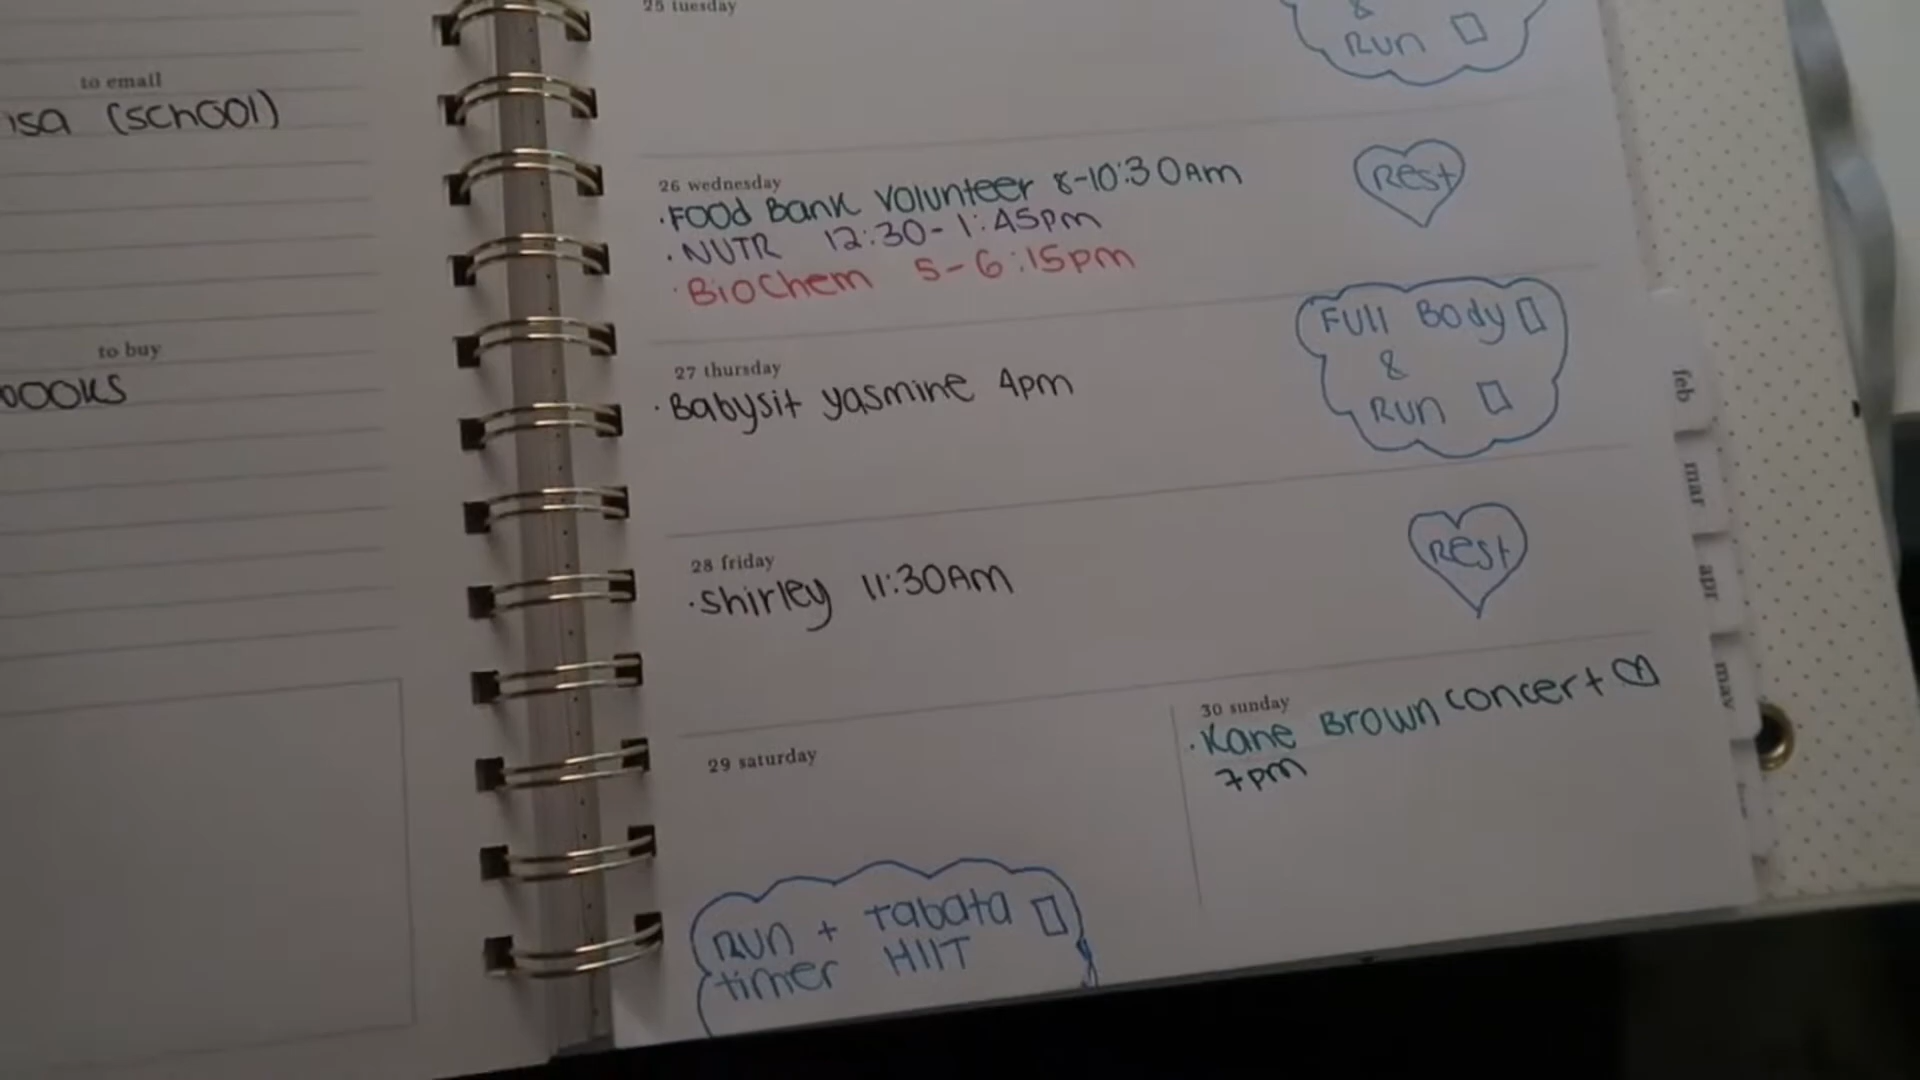 to email
isa (school)
to buy
books
25 tuesday
&
Run
26 wednesday
·Food Bank Volunteer 8-10:30Am
·NUTR 12:30-1:45pm
·BioChem 5-6:15pm
Rest
27 thursday
·Babysit yasmine 4pm
Full Body
&
Run
28 friday
·Shirley 11:30AM
Rest
29 saturday
Run + tabata
timer HIIT
30 sunday
·Kane Brown concert
7pm
feb
mar
apr
may